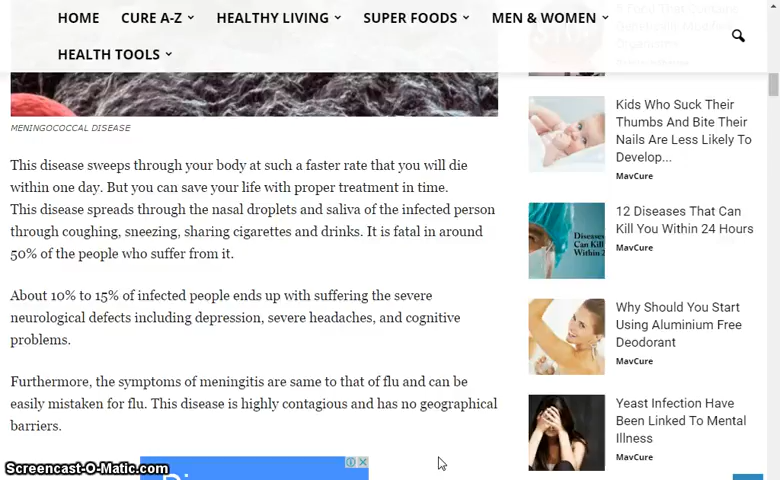 HOME CURE A-Z HEALTHY LIVING SUPER FOODS MEN & WOMEN
HEALTH TOOLS
MENINGOCOCCAL DISEASE
This disease sweeps through your body at such a faster rate that you will die
within one day. But you can save your life with proper treatment in time.
This disease spreads through the nasal droplets and saliva of the infected person
through coughing, sneezing, sharing cigarettes and drinks. It is fatal in around
50% of the people who suffer from it.
About 10% to 15% of infected people ends up with suffering the severe
neurological defects including depression, severe headaches, and cognitive
problems.
Furthermore, the symptoms of meningitis are same to that of flu and can be
easily mistaken for flu. This disease is highly contagious and has no geographical
barriers.
Kids Who Suck Their
Thumbs And Bite Their
Nails Are Less Likely To
Develop...
MavCure
Diseases
Can Kill
Within 2
12 Diseases That Can
Kill You Within 24 Hours
MavCure
Why Should You Start
Using Aluminium Free
Deodorant
MavCure
Yeast Infection Have
Been Linked To Mental
Illness
MavCure
Screencast-O-Matic.com